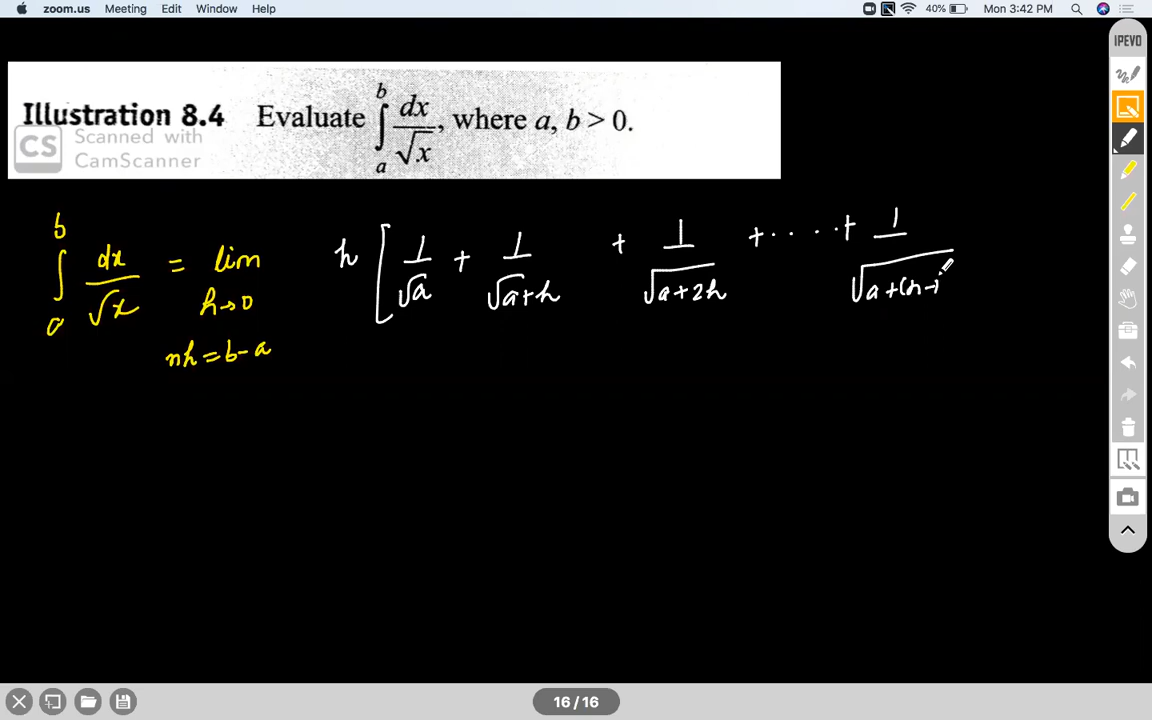 zoom.us Meeting Edit Window Help 40% Mon 3:42 PM
IPEVO
Illustration 8.4 Evaluate ∫_a^b dx/√x, where a, b > 0.
CS Scanned with CamScanner
∫_a^b dx/√x = lim h→0 h [ 1/√a + 1/√a+h + 1/√a+2h + ..... + 1/√a+(n-1
nh = b-a
16 / 16